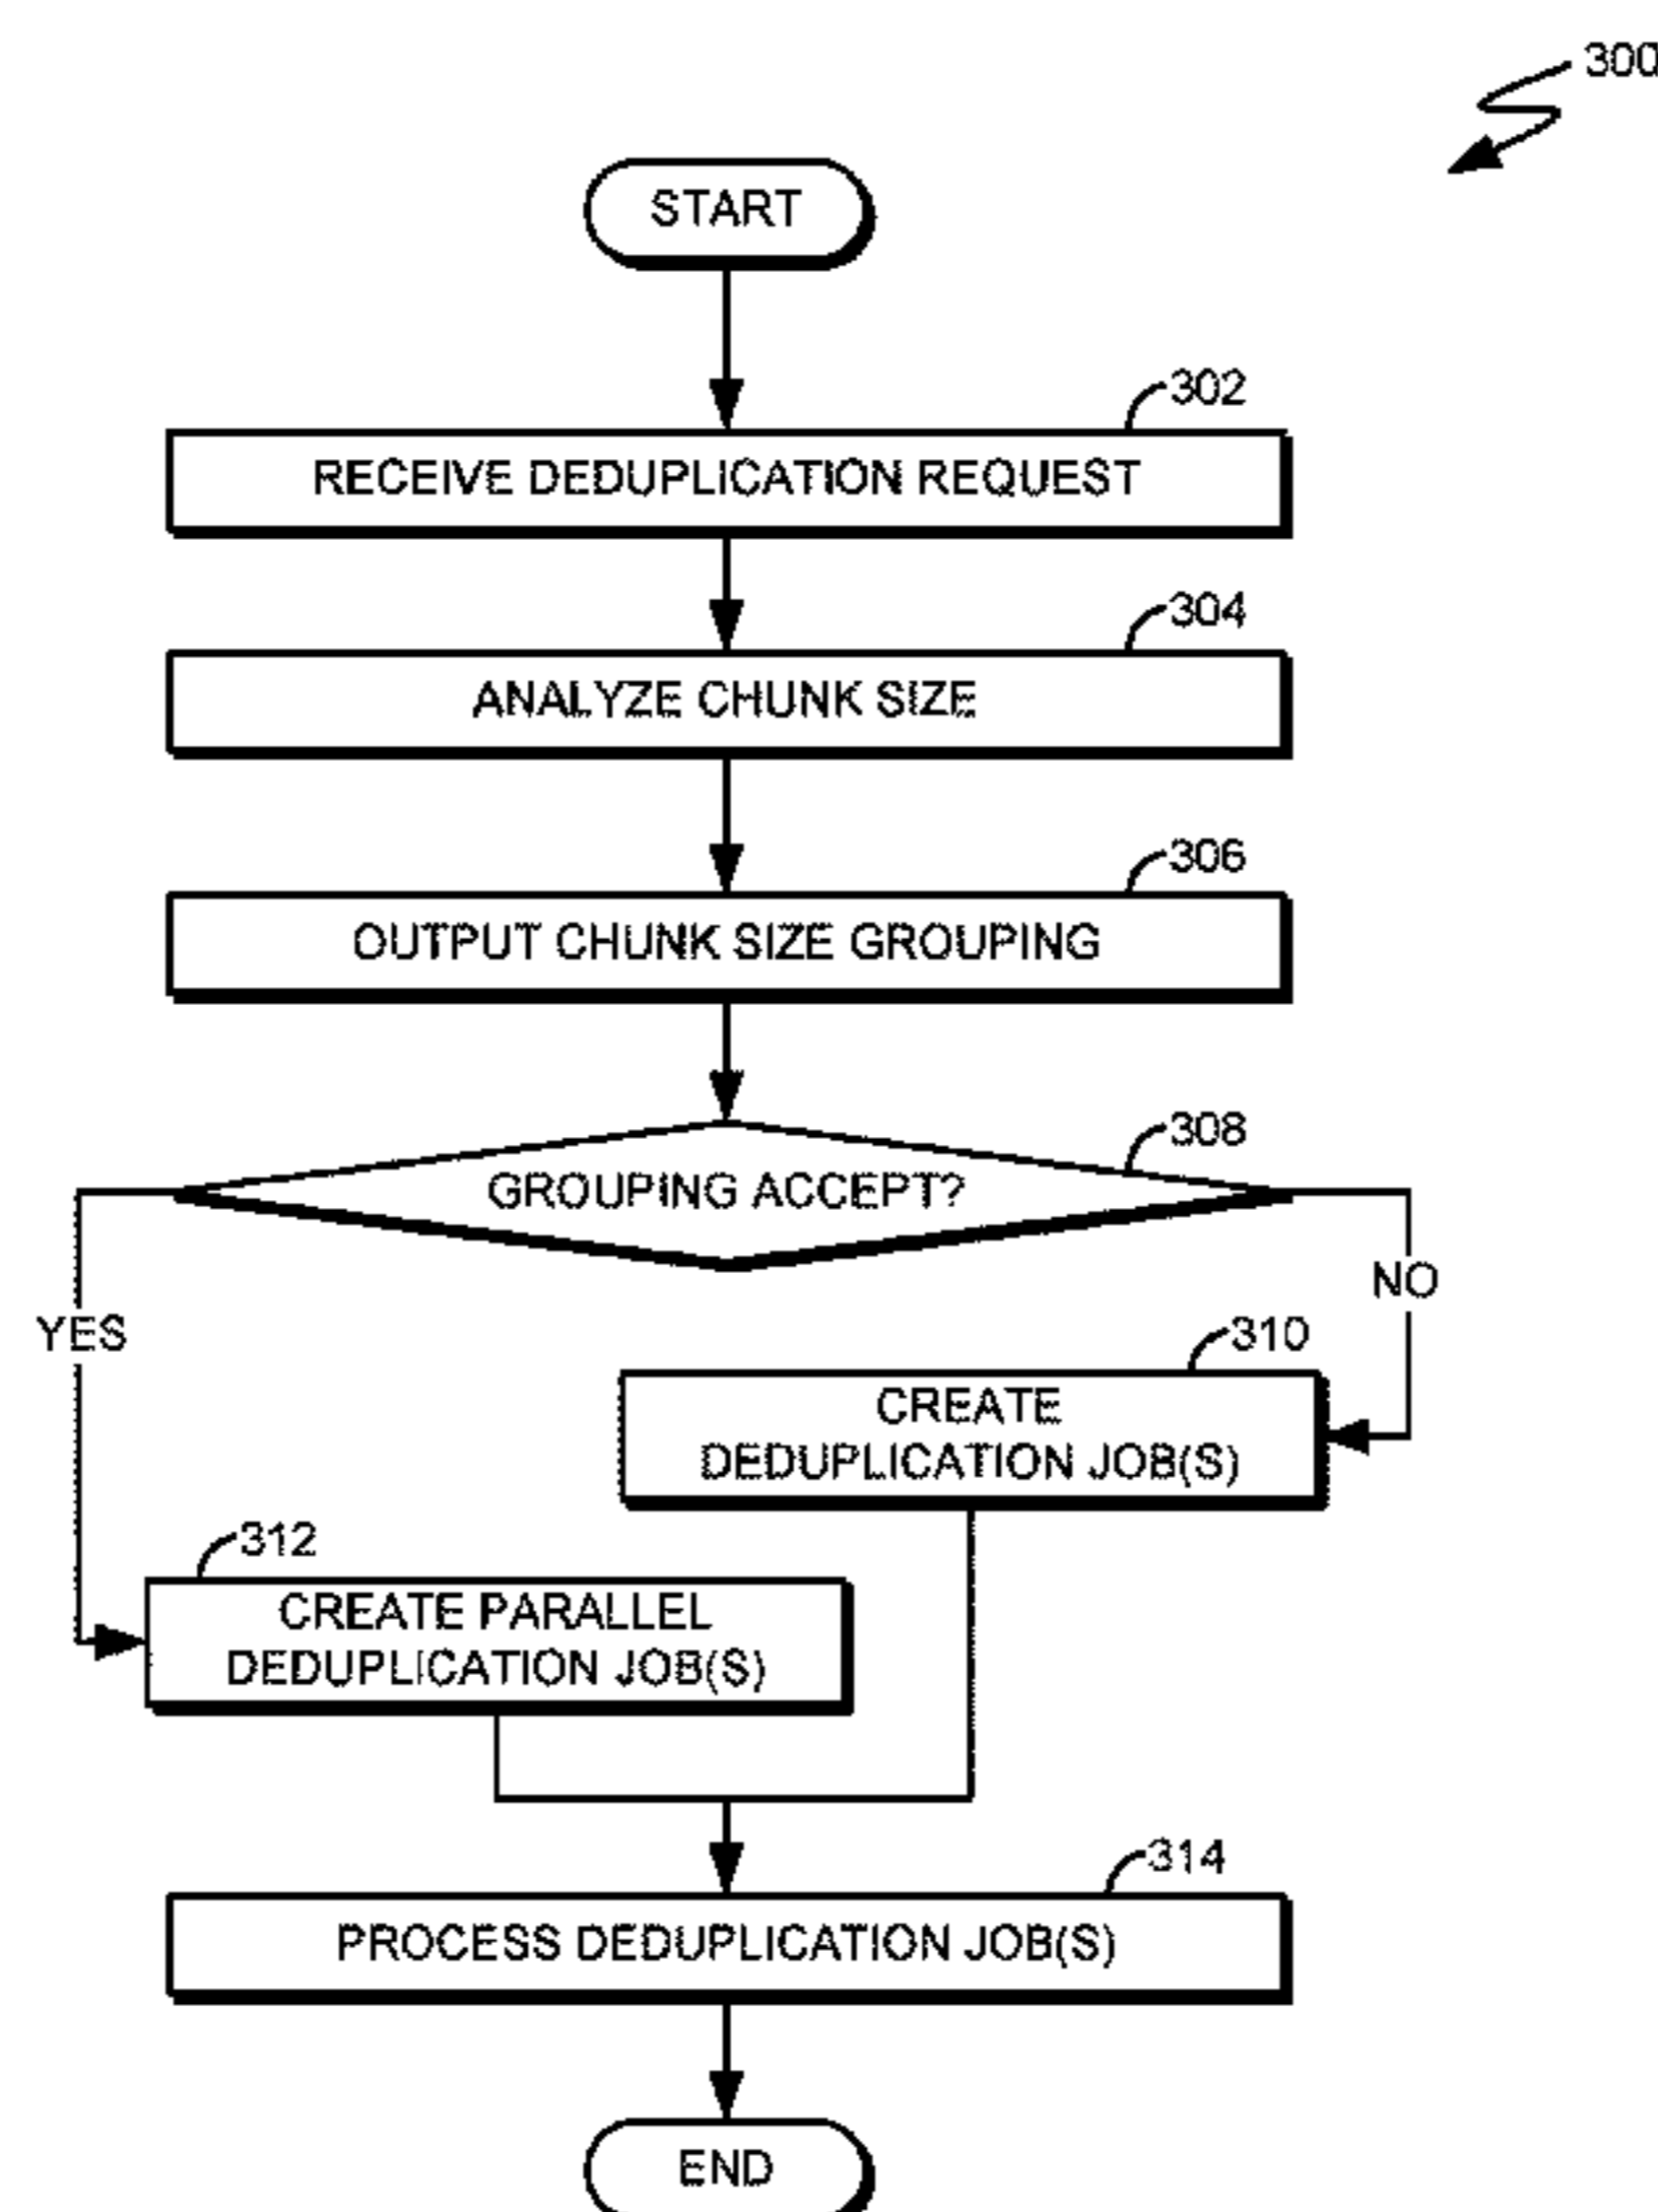 300
START
302
RECEIVE DEDUPLICATION REQUEST
304
ANALYZE CHUNK SIZE
306
OUTPUT CHUNK SIZE GROUPING
308
GROUPING ACCEPT?
NO
YES
310
CREATE
DEDUPLICATION JOB(S)
312
CREATE PARALLEL
DEDUPLICATION JOB(S)
314
PROCESS DEDUPLICATION JOB(S)
END